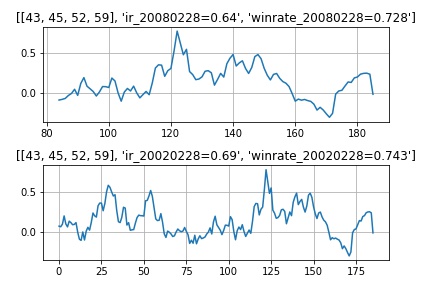 [[43, 45, 52, 59], 'ir_20080228=0.64', 'winrate_20080228=0.728']
0.5
0.0
80 100 120 140 160 180
[[43, 45, 52, 59], 'ir_20020228=0.69', 'winrate_20020228=0.743']
0.5
0.0
0 25 50 75 100 125 150 175